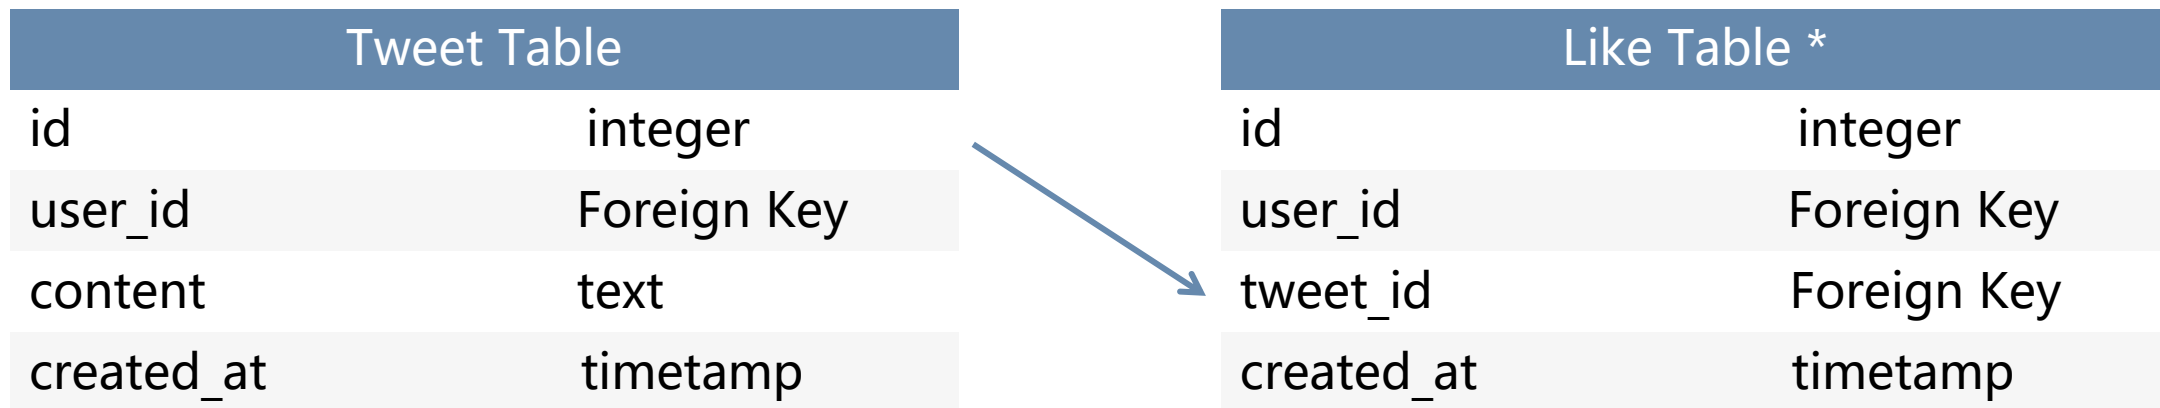 Tweet Table
id integer
user_id Foreign Key
content text
created_at timetamp
Like Table *
id integer
user_id Foreign Key
tweet_id Foreign Key
created_at timetamp